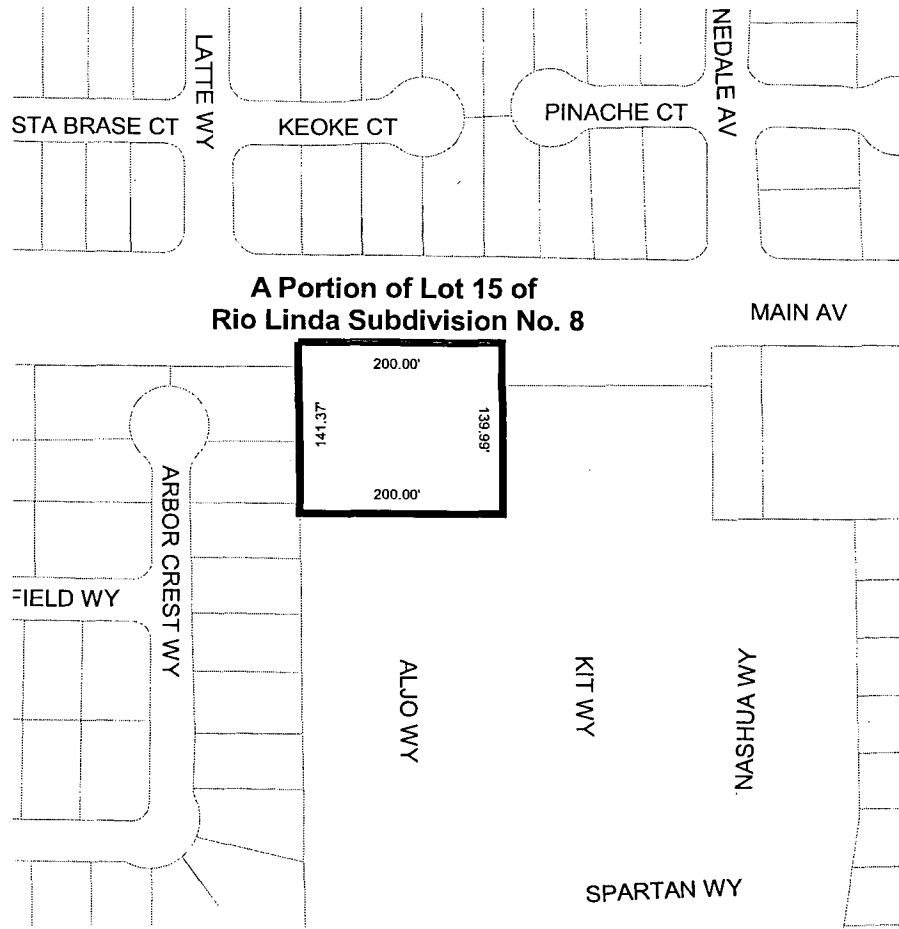 LATTE WY
NEDALE AV
STA BRASE CT
KEOKE CT
PINACHE CT
A Portion of Lot 15 of
Rio Linda Subdivision No. 8
MAIN AV
200.00'
141.37'
139.99'
200.00'
ARBOR CREST WY
FIELD WY
ALJO WY
KIT WY
NASHUA WY
SPARTAN WY